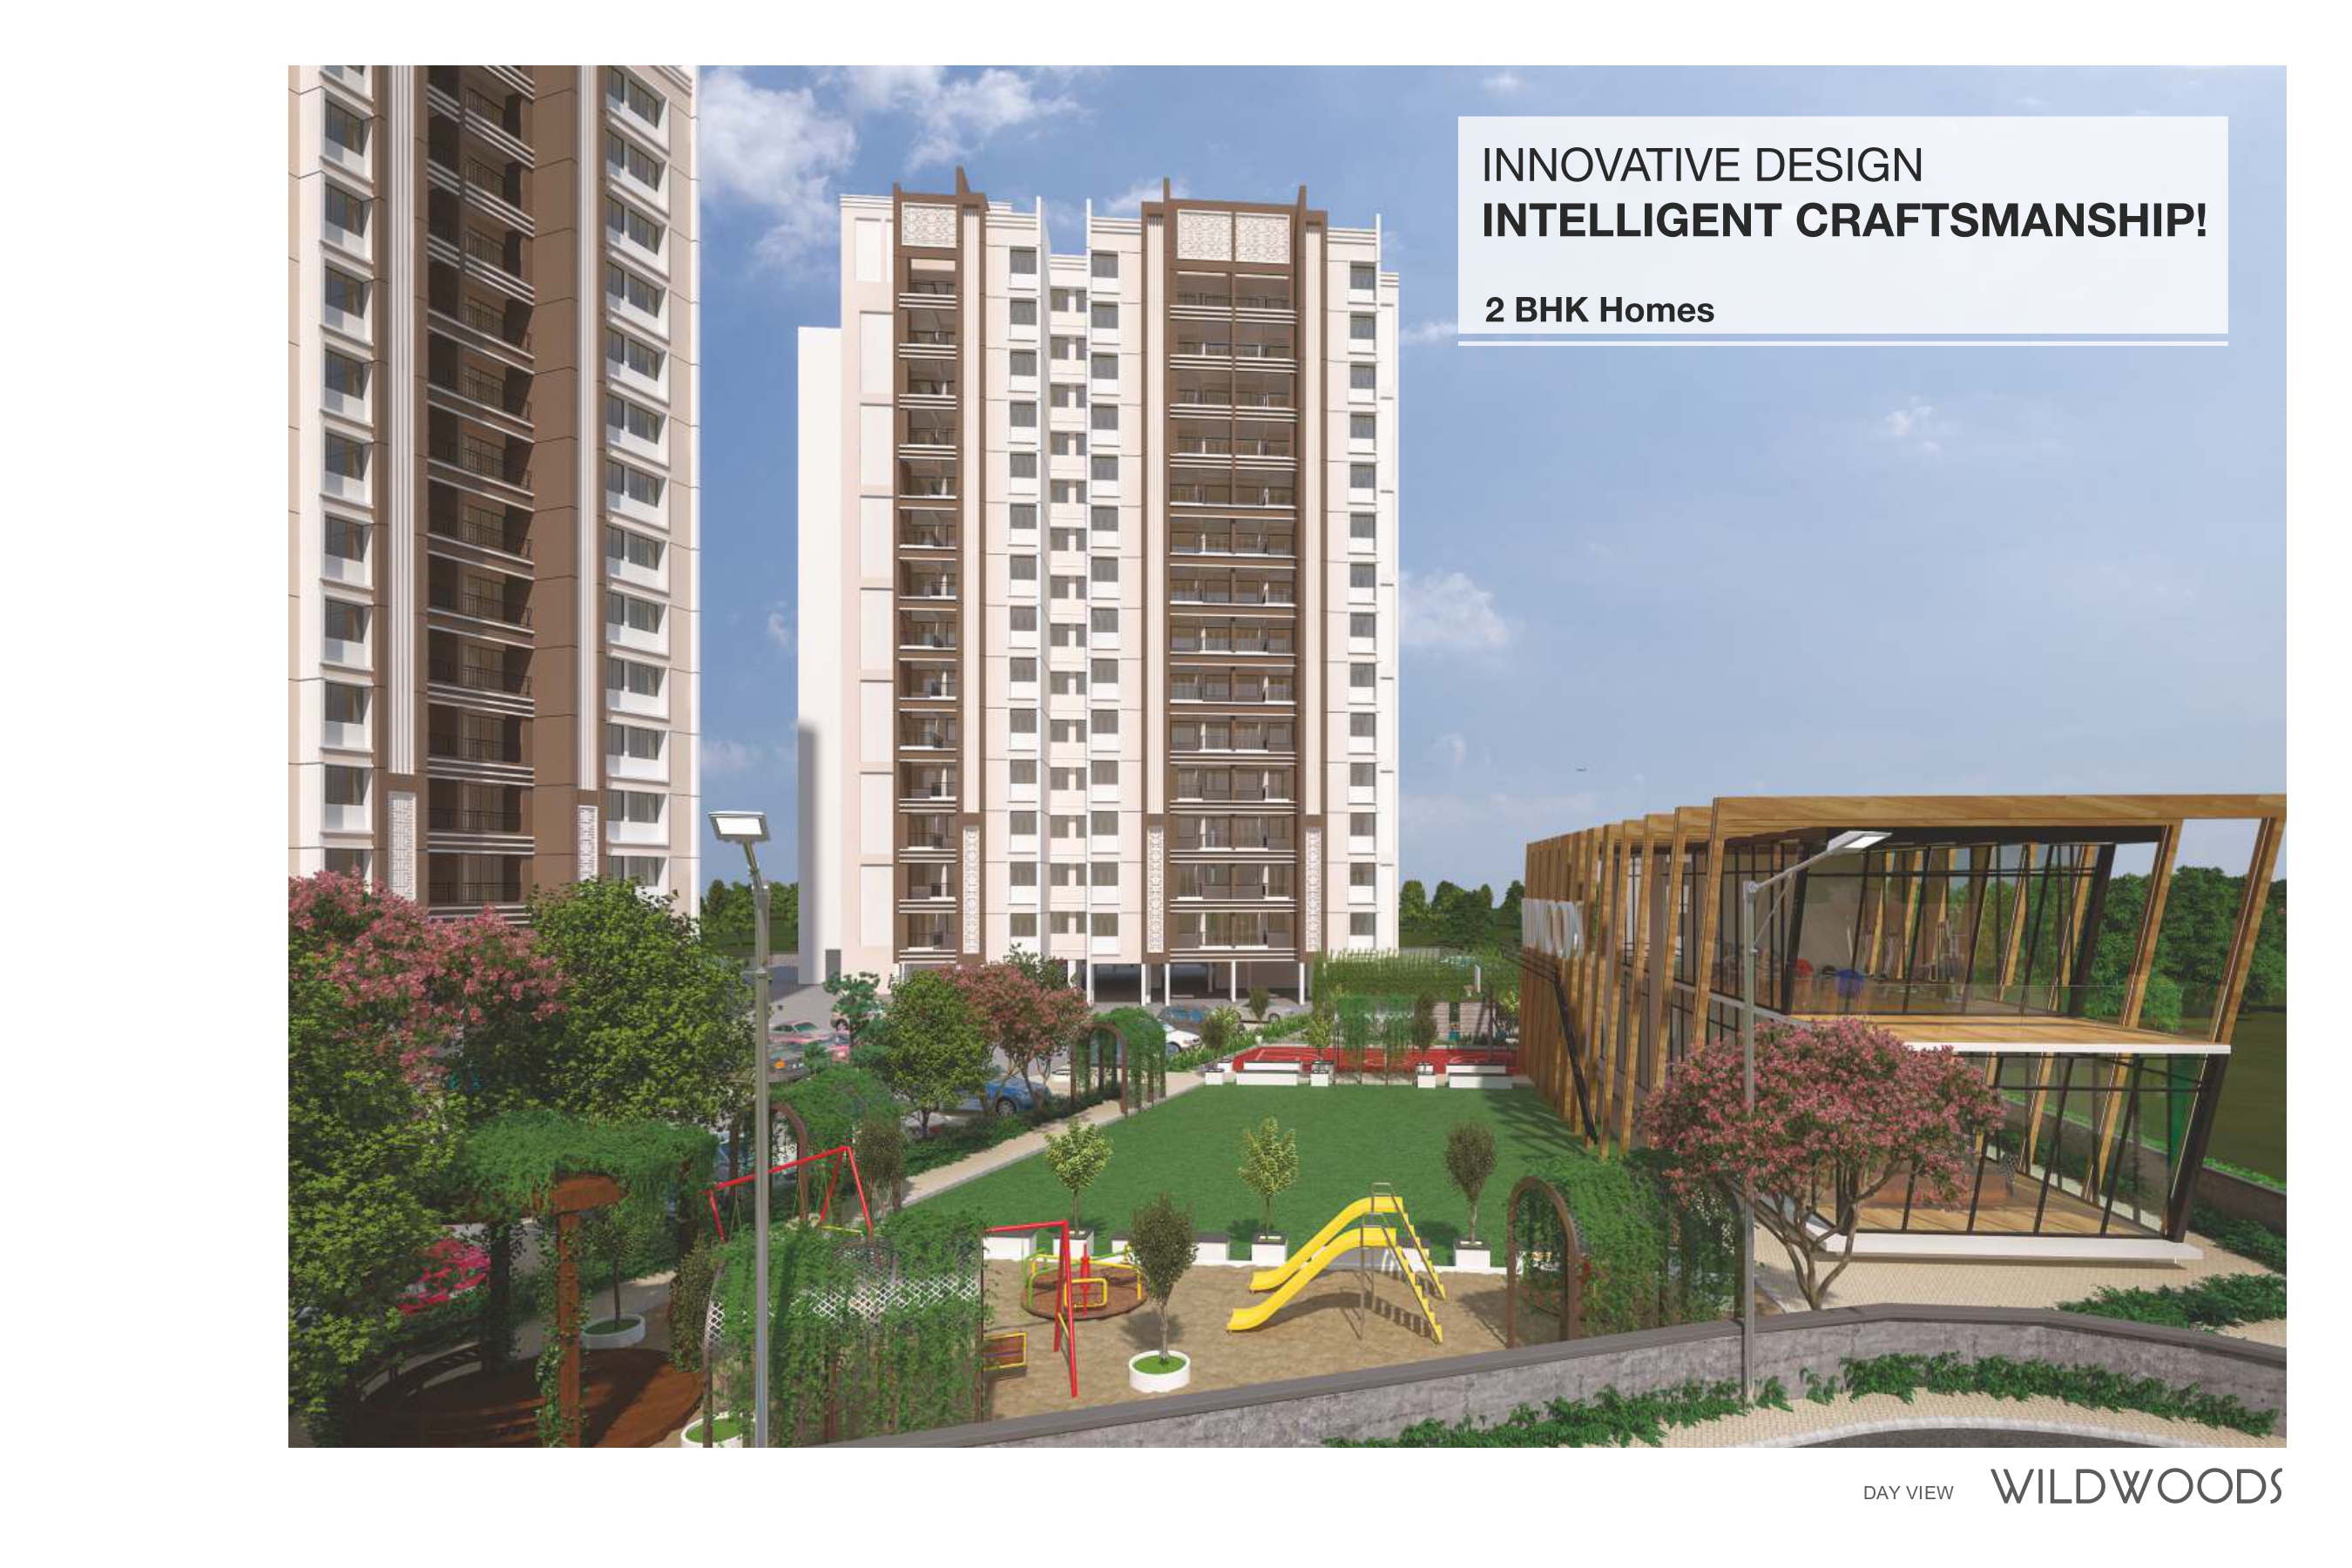 INNOVATIVE DESIGN
INTELLIGENT CRAFTSMANSHIP!
2 BHK Homes
DAY VIEW
WILDWOODS